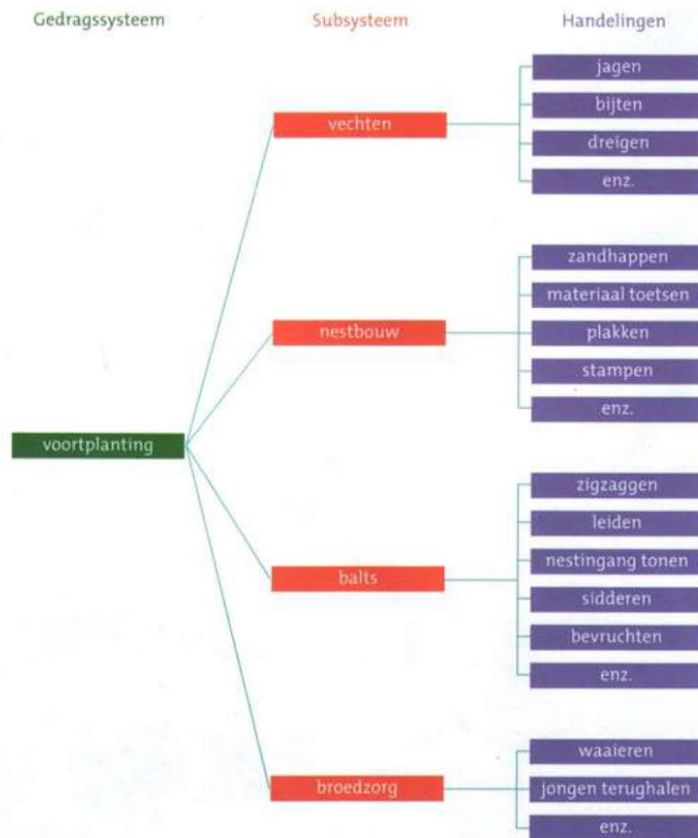 Gedragssysteem
Subsysteem
Handelingen
voortplanting
vechten
jagen
bijten
dreigen
enz.
nestbouw
zandhappen
materiaal toetsen
plakken
stampen
enz.
balts
zigzaggen
leiden
nestingang tonen
sidderen
bevruchten
enz.
broedzorg
waaieren
jongen terughalen
enz.